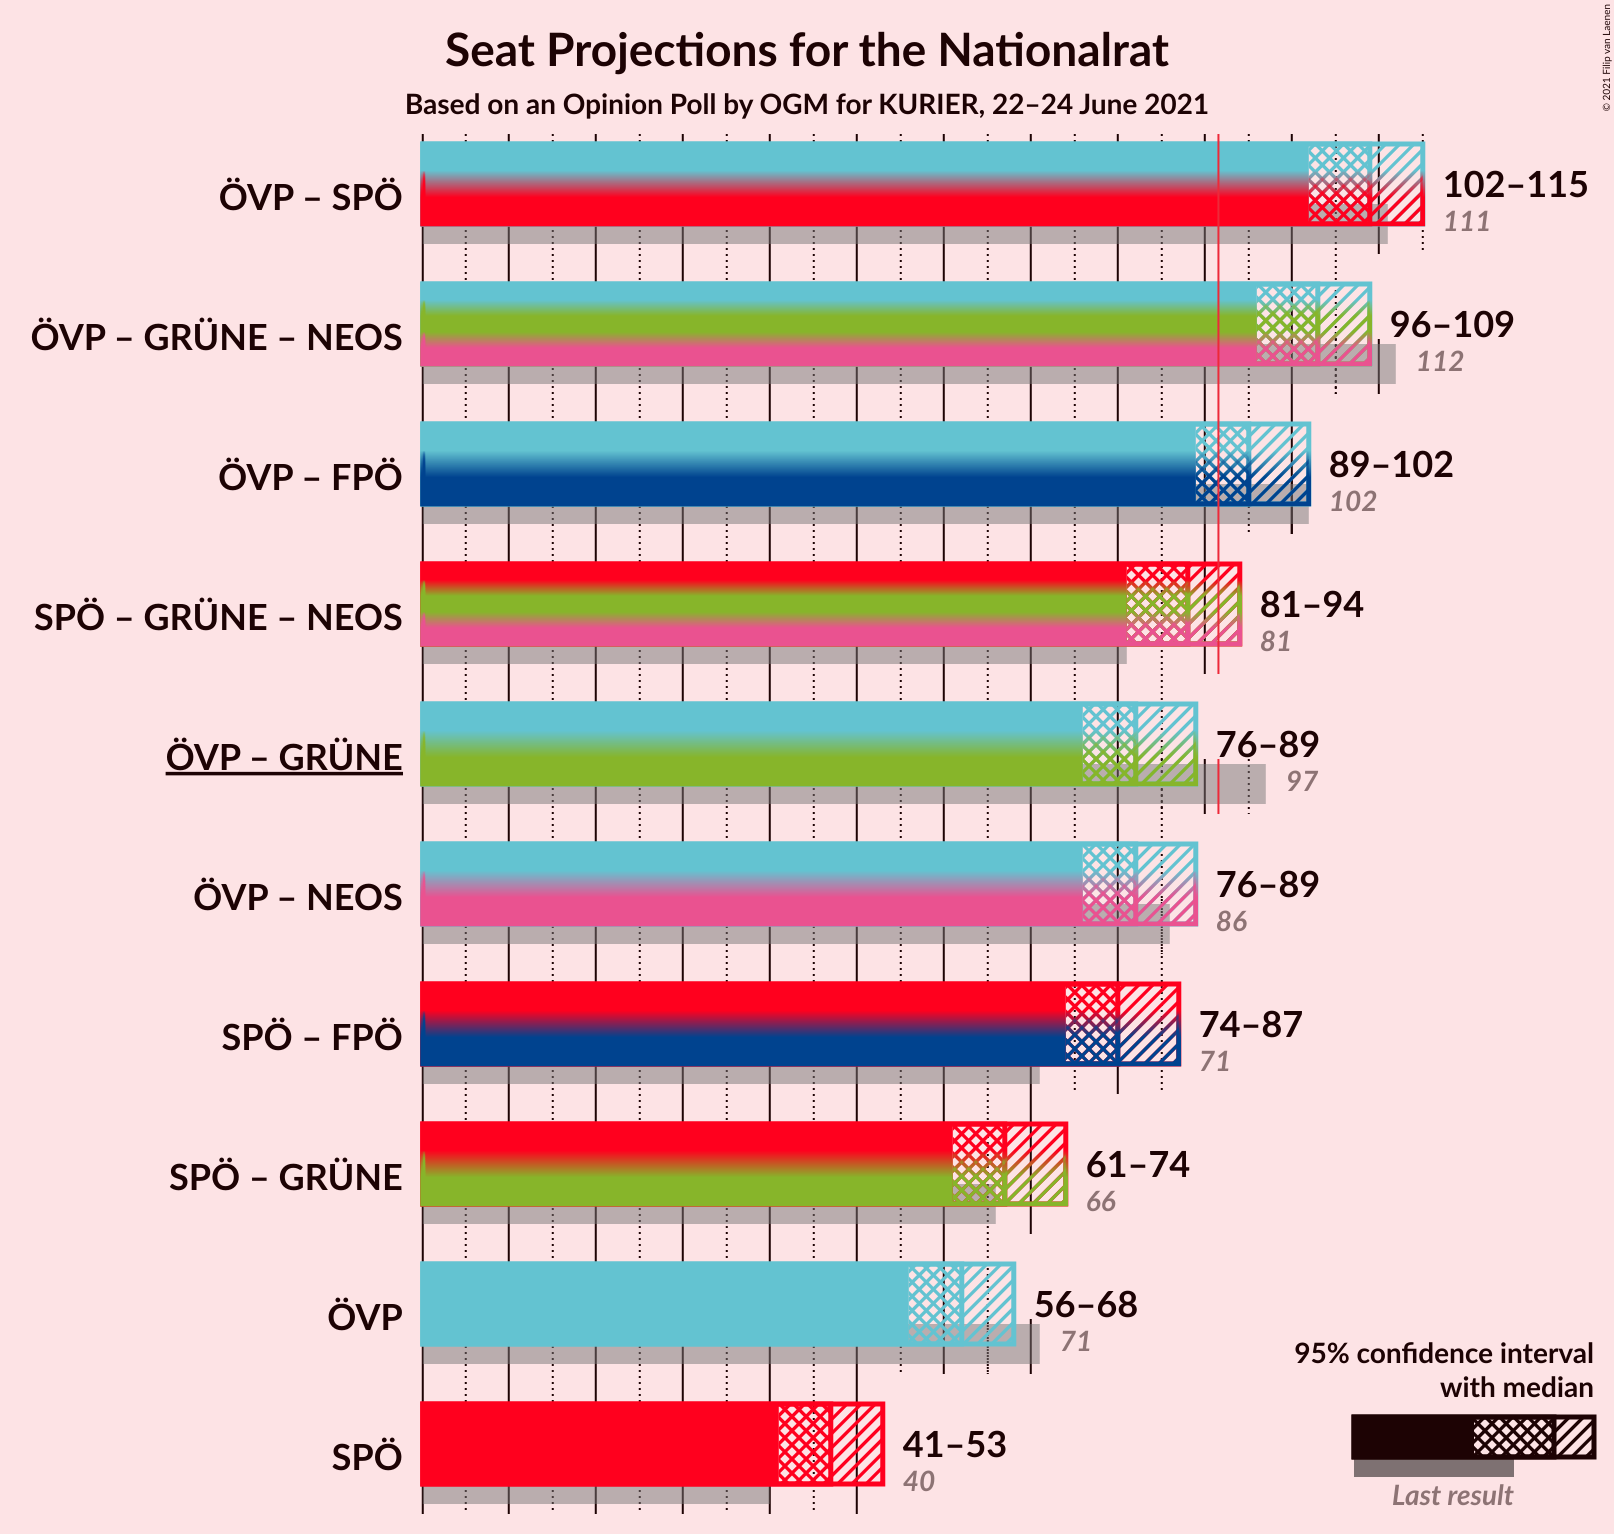 Seat Projections for the Nationalrat
Based on an Opinion Poll by OGM for KURIER, 22–24 June 2021
© 2021 Filip van Laenen
ÖVP – SPÖ
102–115
111
ÖVP – GRÜNE – NEOS
96–109
112
ÖVP – FPÖ
89–102
102
SPÖ – GRÜNE – NEOS
81–94
81
ÖVP – GRÜNE
76–89
97
ÖVP – NEOS
76–89
86
SPÖ – FPÖ
74–87
71
SPÖ – GRÜNE
61–74
66
ÖVP
56–68
71
SPÖ
41–53
40
95% confidence interval
with median
Last result